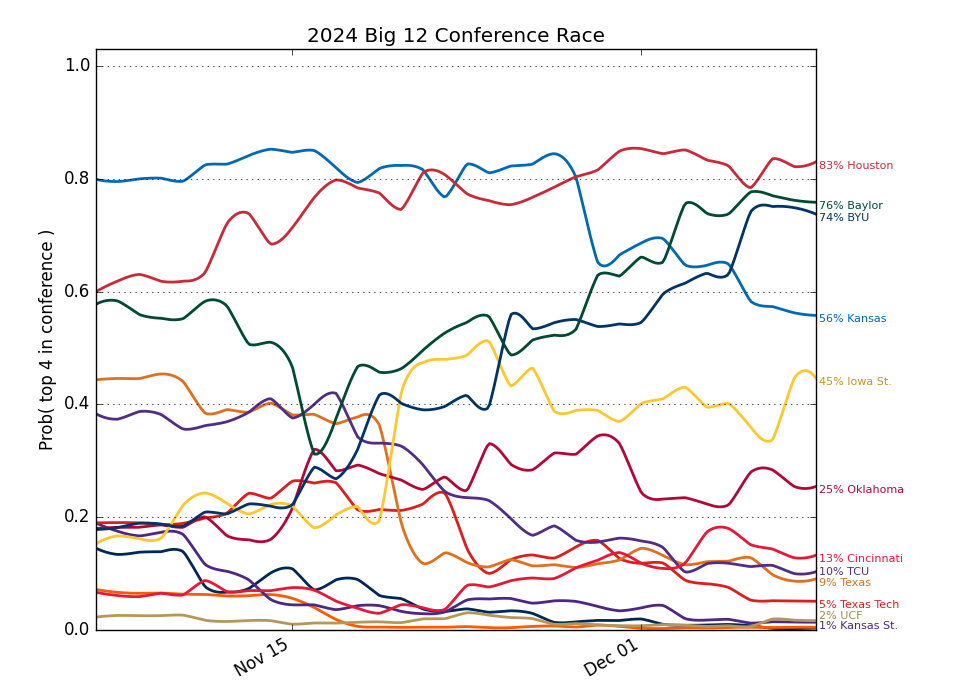 2024 Big 12 Conference Race
Prob( top 4 in conference )
1.0
0.8
0.6
0.4
0.2
0.0
Nov 15
Dec 01
83% Houston
76% Baylor
74% BYU
56% Kansas
45% Iowa St.
25% Oklahoma
13% Cincinnati
10% TCU
9% Texas
5% Texas Tech
2% UCF
1% Kansas St.